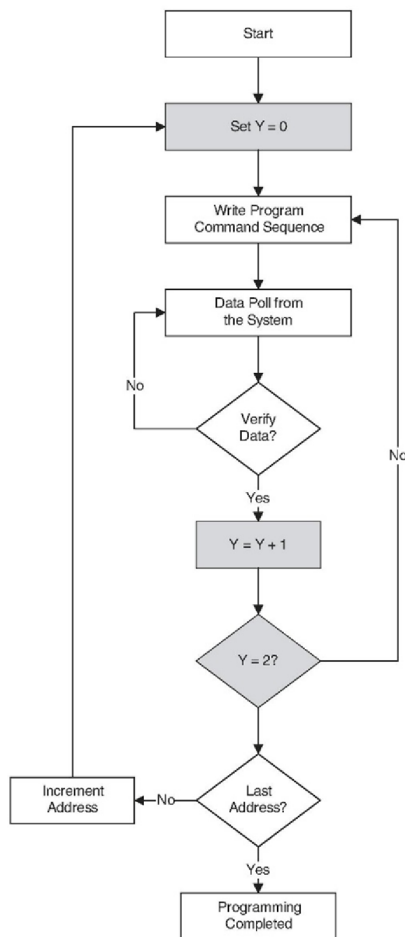 Start
Set Y = 0
Write Program
Command Sequence
Data Poll from
the System
No
Verify
Data?
No
Yes
Y = Y + 1
Y = 2?
Increment
Address
No
Last
Address?
Yes
Programming
Completed